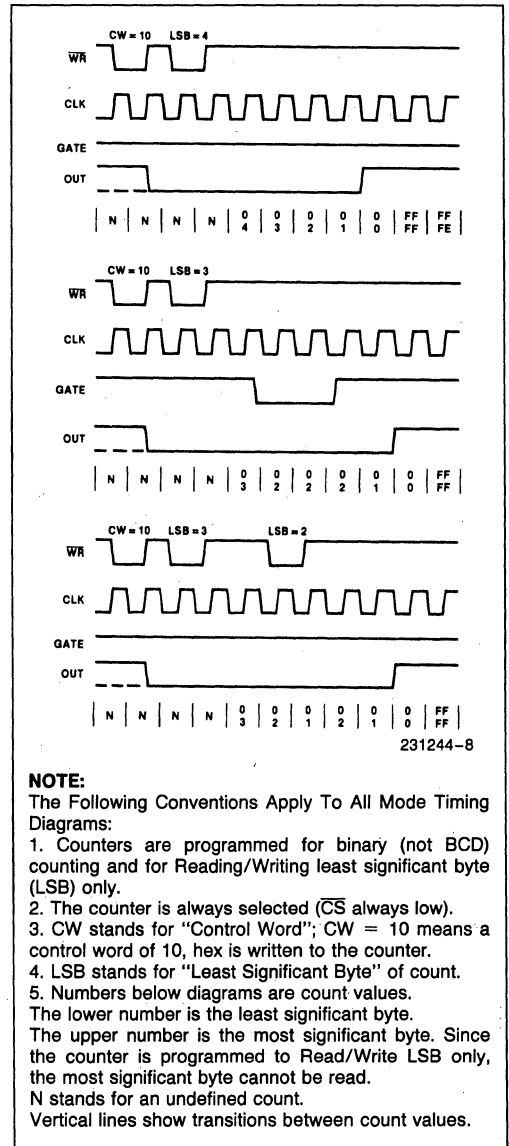 CW = 10 LSB = 4
WR
CLK
GATE
OUT
N N N N 0 0 0 0 0 FF FF
4 3 2 1 0 FF FE
CW = 10 LSB = 3
WR
CLK
GATE
OUT
N N N N 0 0 0 0 0 0 FF
3 2 2 2 1 0 FF
CW = 10 LSB = 3 LSB = 2
WR
CLK
GATE
OUT
N N N N 0 0 0 0 0 0 FF
3 2 1 2 1 0 FF
231244-8
NOTE:
The Following Conventions Apply To All Mode Timing
Diagrams:
1. Counters are programmed for binary (not BCD)
counting and for Reading/Writing least significant byte
(LSB) only.
2. The counter is always selected (CS always low).
3. CW stands for "Control Word"; CW = 10 means a
control word of 10, hex is written to the counter.
4. LSB stands for "Least Significant Byte" of count.
5. Numbers below diagrams are count values.
The lower number is the least significant byte.
The upper number is the most significant byte. Since
the counter is programmed to Read/Write LSB only,
the most significant byte cannot be read.
N stands for an undefined count.
Vertical lines show transitions between count values.